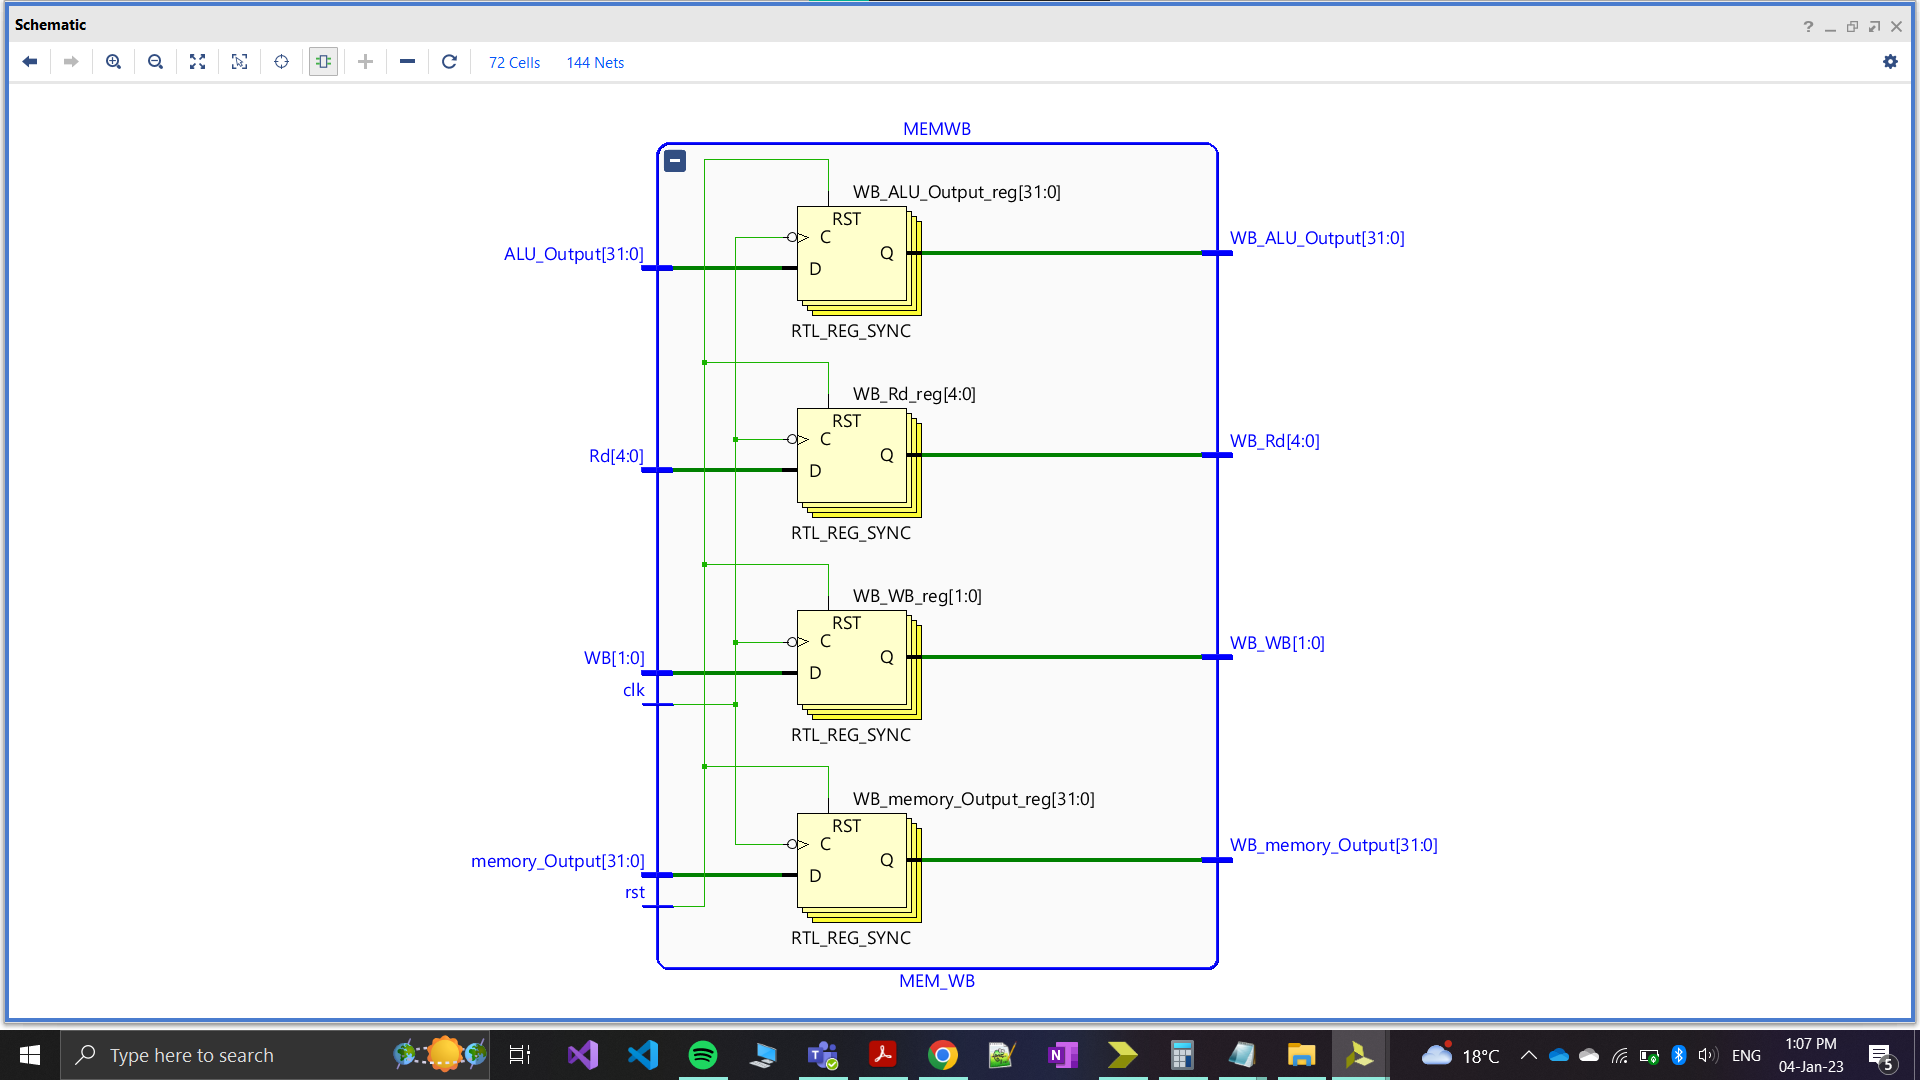 Schematic
?
72 Cells 144 Nets
MEMWB
WB_ALU_Output_reg[31:0]
RST
C
Q
D
ALU_Output[31:0]
WB_ALU_Output[31:0]
RTL_REG_SYNC
WB_Rd_reg[4:0]
RST
C
Q
D
Rd[4:0]
WB_Rd[4:0]
RTL_REG_SYNC
WB_WB_reg[1:0]
RST
C
Q
D
WB[1:0]
clk
WB_WB[1:0]
RTL_REG_SYNC
WB_memory_Output_reg[31:0]
RST
C
Q
D
memory_Output[31:0]
rst
WB_memory_Output[31:0]
RTL_REG_SYNC
MEM_WB
Type here to search
18°C
ENG
1:07 PM
04-Jan-23
5